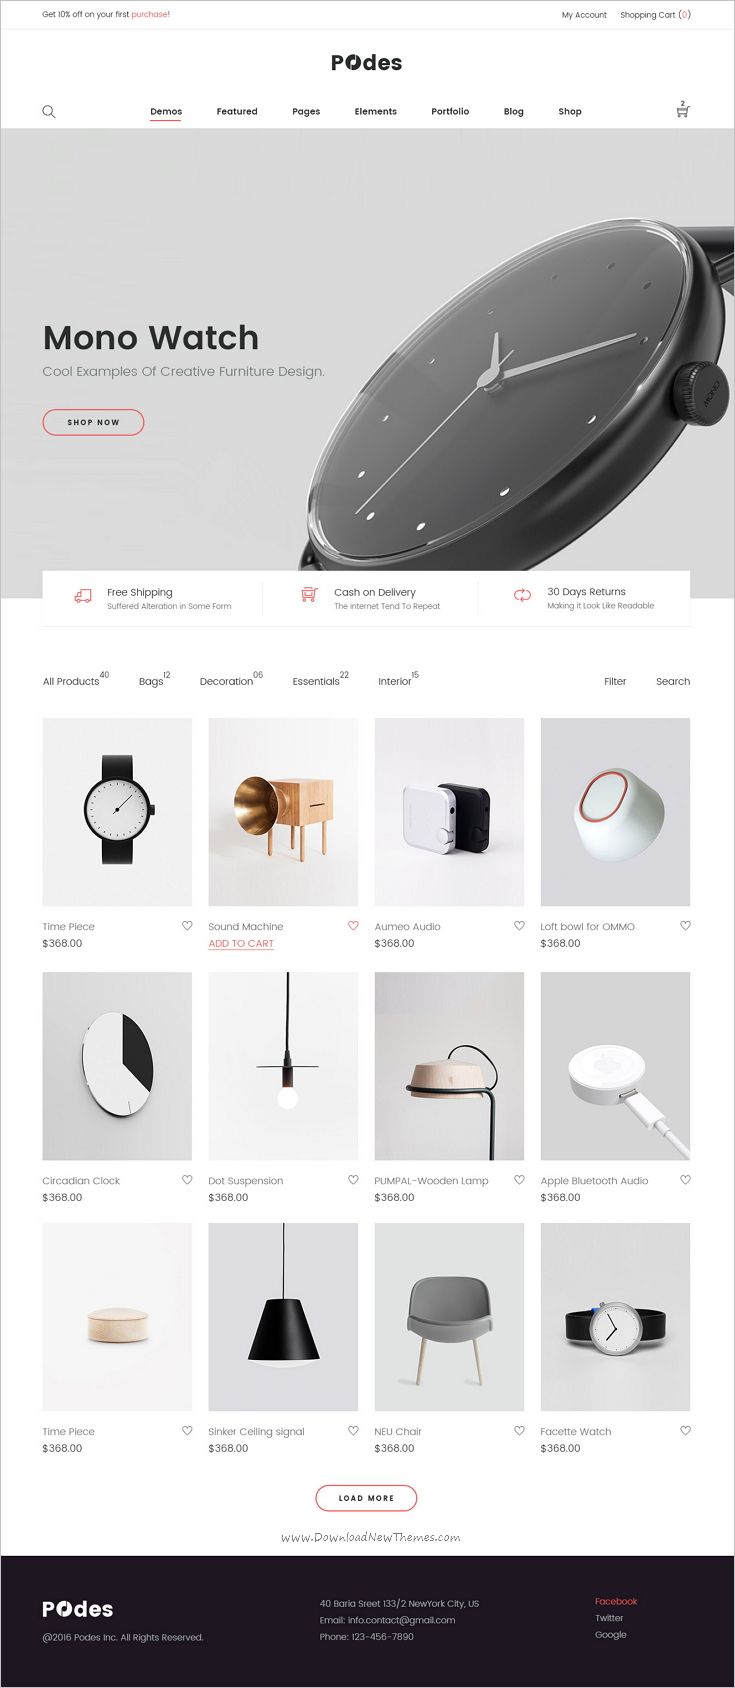 Get 10% off on your first purchase!
My Account Shopping Cart (0)
Podes
2
Demos Featured Pages Elements Portfolio Blog Shop
Mono Watch
Cool Examples Of Creative Furniture Design.
SHOP NOW
MONO
Free Shipping
Suffered Alteration in Some Form
Cash on Delivery
The internet Tend To Repeat
30 Days Returns
Making it Look Like Readable
All Products 40 Bags 12 Decoration 06 Essentials 22 Interior 15 Filter Search
Time Piece
$368.00
Sound Machine
ADD TO CART
Aumeo Audio
$368.00
Loft bowl for OMMO
$368.00
Circadian Clock
$368.00
Dot Suspension
$368.00
PUMPAL-Wooden Lamp
$368.00
Apple Bluetooth Audio
$368.00
Time Piece
$368.00
Sinker Ceiling signal
$368.00
NEU Chair
$368.00
Facette Watch
$368.00
LOAD MORE
www.DownloadNewThemes.com
Podes
@2016 Podes Inc. All Rights Reserved.
40 Baria Sreet 133/2 NewYork City, US
Email: info.contact@gmail.com
Phone: 123-456-7890
Facebook
Twitter
Google